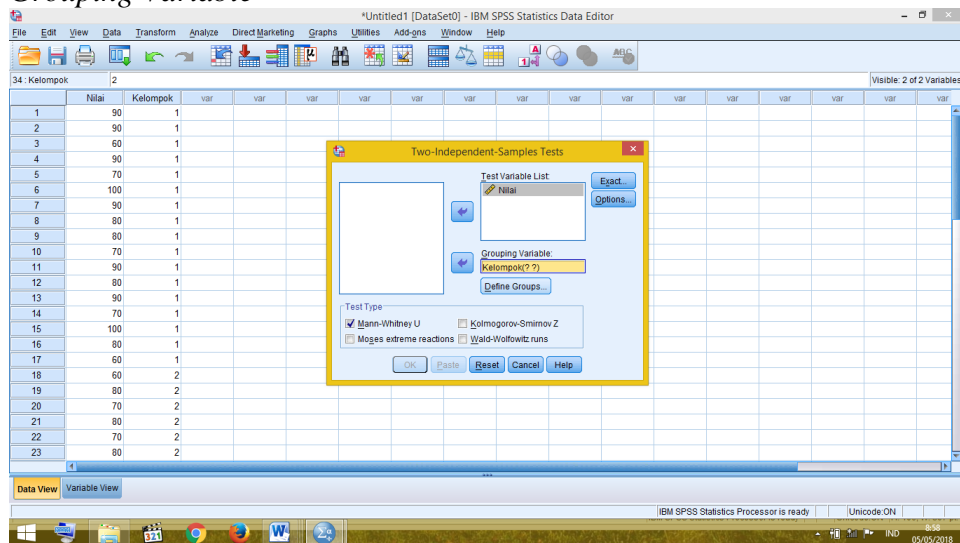 Grouping Variable
*Untitled1 [DataSet0] - IBM SPSS Statistics Data Editor
File Edit View Data Transform Analyze Direct Marketing Graphs Utilities Add-ons Window Help
34 : Kelompok 2 Visible: 2 of 2 Variables
Nilai Kelompok var var var var var var var var var var var var var var var
1 90 1
2 90 1
3 60 1
4 90 1
5 70 1
6 100 1
7 90 1
8 80 1
9 80 1
10 70 1
11 90 1
12 80 1
13 90 1
14 70 1
15 100 1
16 80 1
17 60 1
18 60 2
19 80 2
20 70 2
21 80 2
22 70 2
23 80 2
Two-Independent-Samples Tests
Test Variable List:
Nilai
Exact...
Options...
Grouping Variable:
Kelompok(? ?)
Define Groups...
Test Type
Mann-Whitney U Kolmogorov-Smirnov Z
Moses extreme reactions Wald-Wolfowitz runs
OK Paste Reset Cancel Help
Data View Variable View
IBM SPSS Statistics Processor is ready Unicode:ON
IND
8:58
05/05/2018